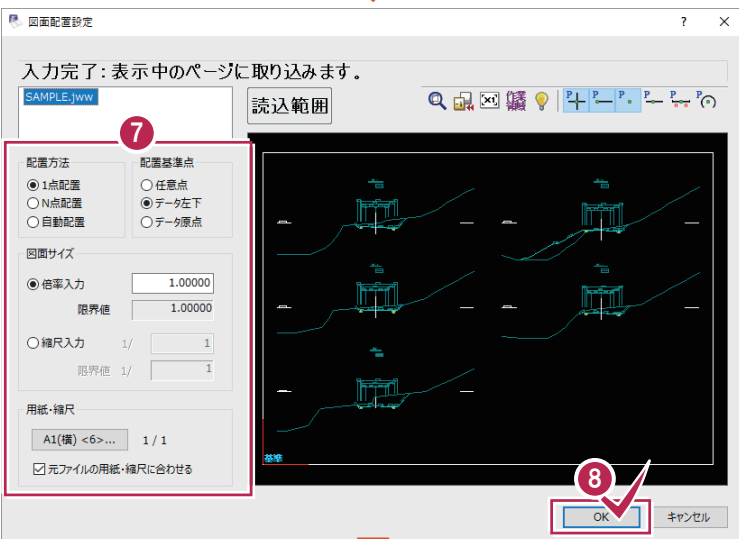 図面配置設定
? ×
入力完了：表示中のページに取り込みます。
SAMPLE.jww
読込範囲
作業編集
P P P P P P
7
配置方法
配置基準点
1点配置
任意点
N点配置
データ左下
自動配置
データ原点
図面サイズ
倍率入力 1.00000
限界値 1.00000
縮尺入力 1/ 1
限界値 1/ 1
用紙・縮尺
A1(横) <6>... 1 / 1
元ファイルの用紙・縮尺に合わせる
基準
8
OK
キャンセル